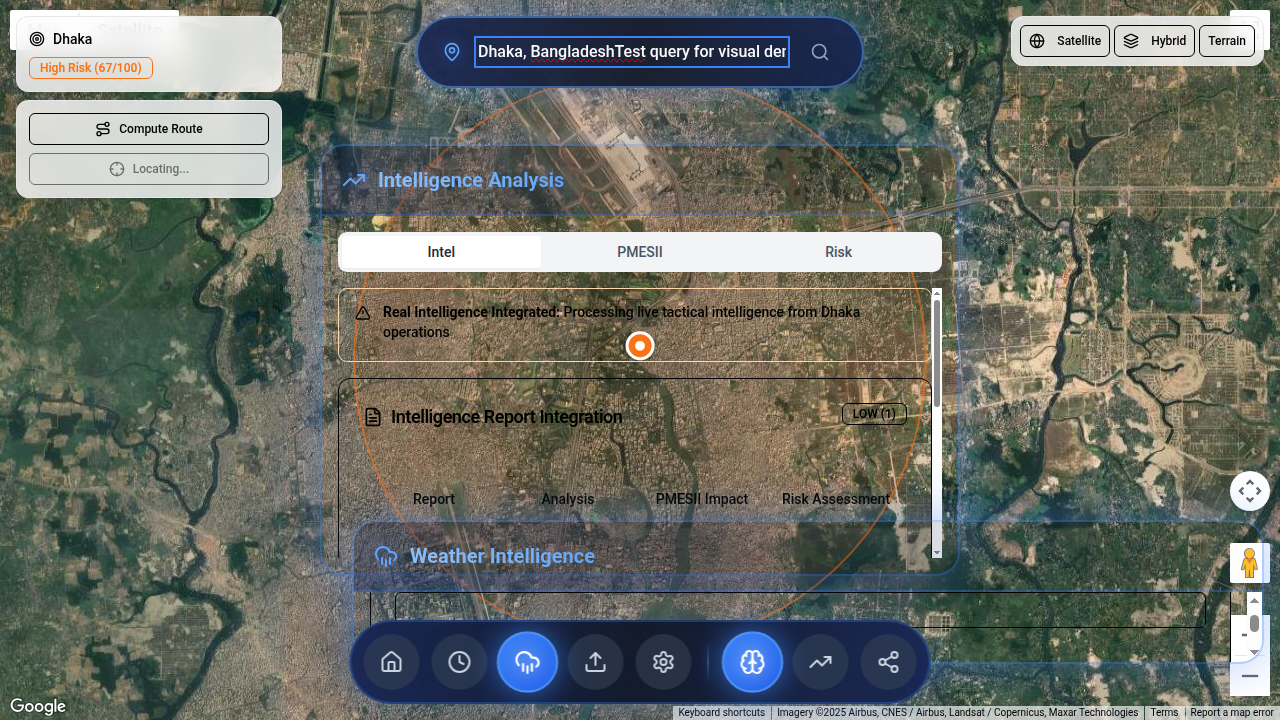 Satellite
Dhaka
High Risk (67/100)
Compute Route
Locating...
Dhaka, BangladeshTest query for visual der
Satellite
Hybrid
Terrain
Intelligence Analysis
Intel
PMESII
Risk
Real Intelligence Integrated: Processing live tactical intelligence from Dhaka
operations
Intelligence Report Integration
LOW (1)
Report
Analysis
PMESII Impact
Risk Assessment
Weather Intelligence
Google
Keyboard shortcuts
Imagery ©2025 Airbus, CNES / Airbus, Landsat / Copernicus, Maxar Technologies
Terms
Report a map error